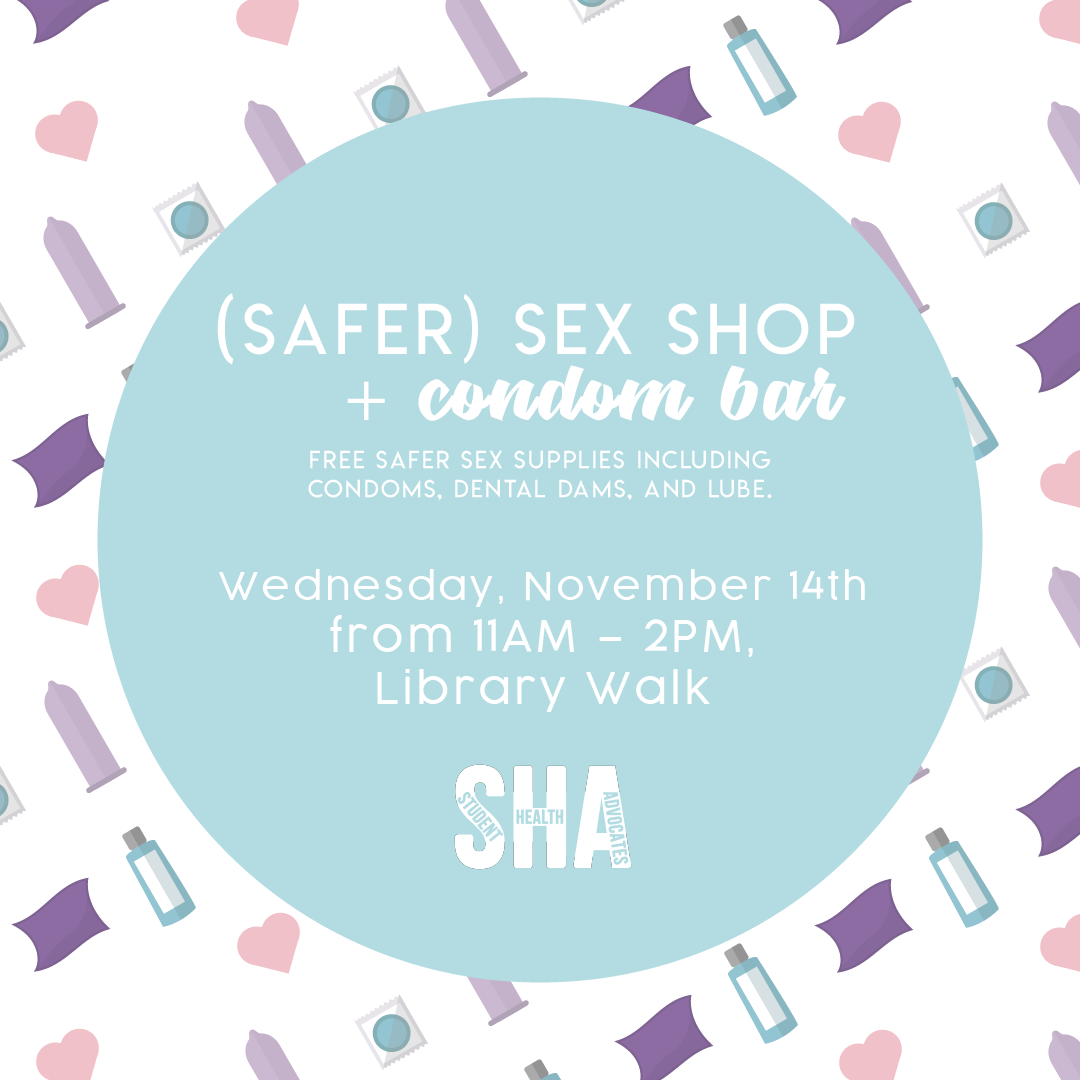 (SAFER) SEX SHOP
+ condom bar
FREE SAFER SEX SUPPLIES INCLUDING
CONDOMS, DENTAL DAMS, AND LUBE.
Wednesday, November 14th
from 11AM – 2PM,
Library Walk
SHA
STUDENT
HEALTH
ADVOCATES